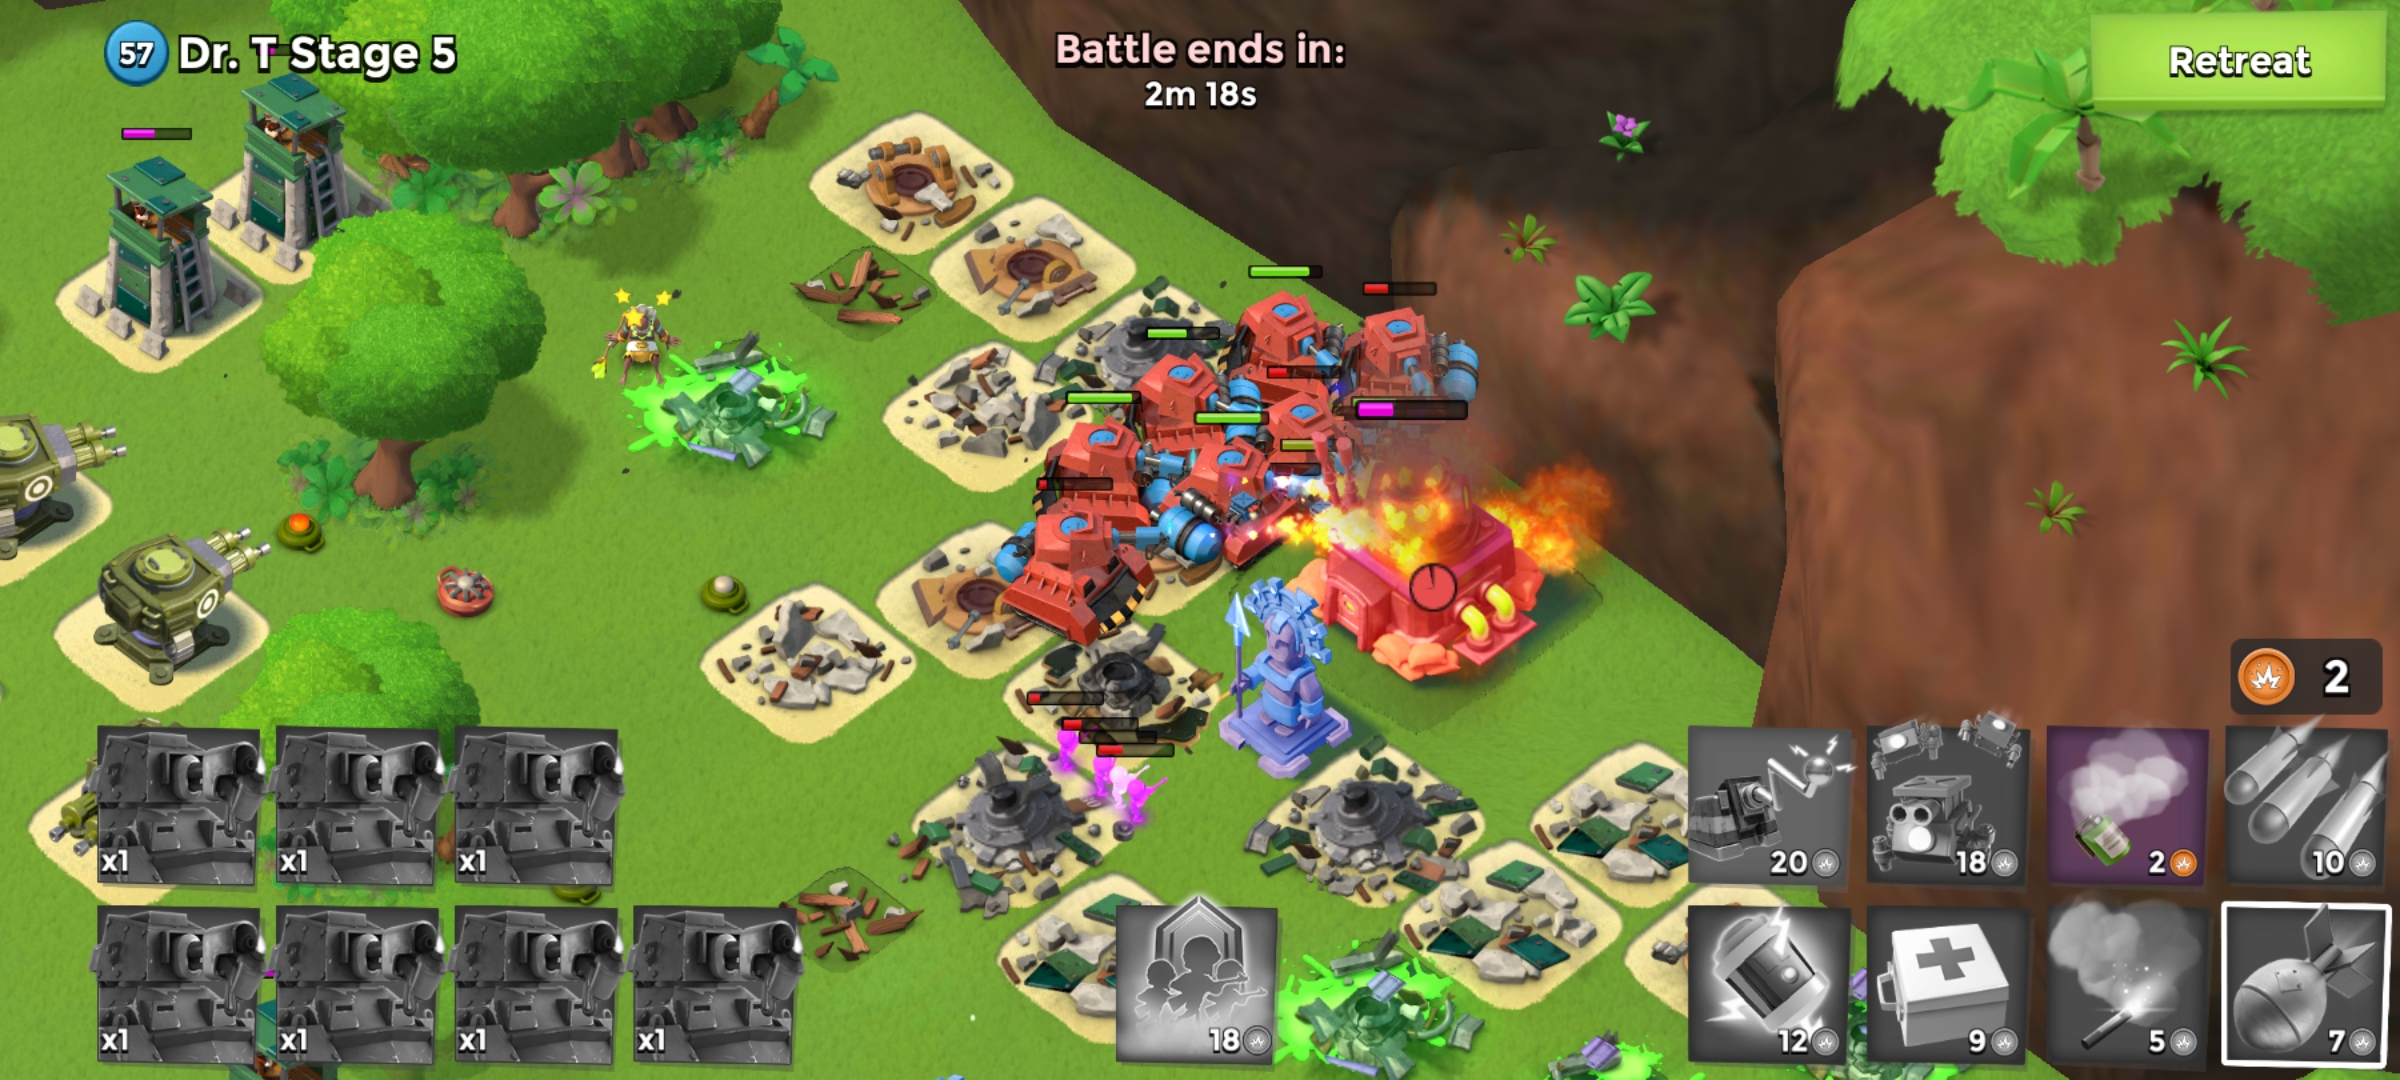 57 Dr. T Stage 5
Battle ends in:
2m 18s
Retreat
2
x1 x1 x1
20 18 2 10
x1 x1 x1 x1
18 12 9 5 7